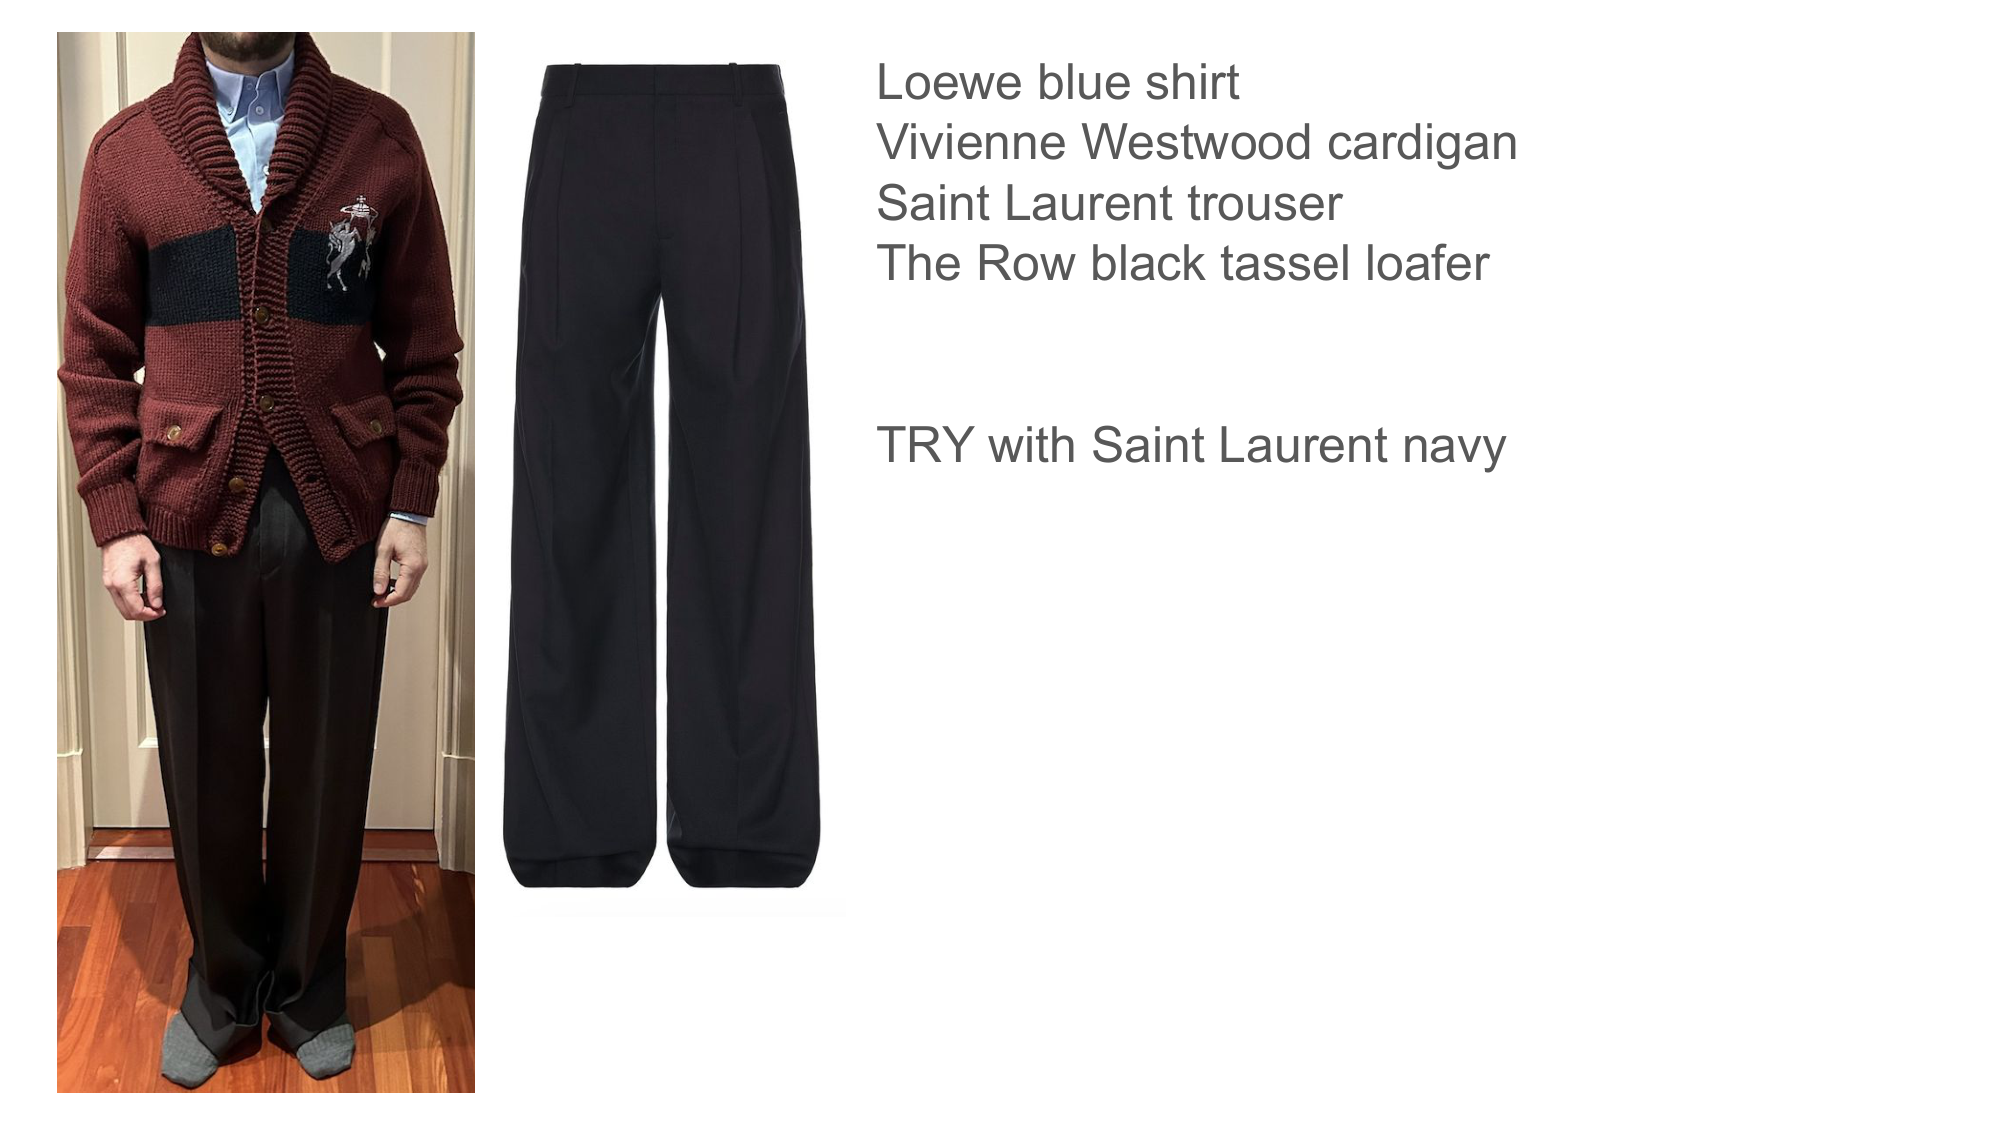 Loewe blue shirt
Vivienne Westwood cardigan
Saint Laurent trouser
The Row black tassel loafer
TRY with Saint Laurent navy